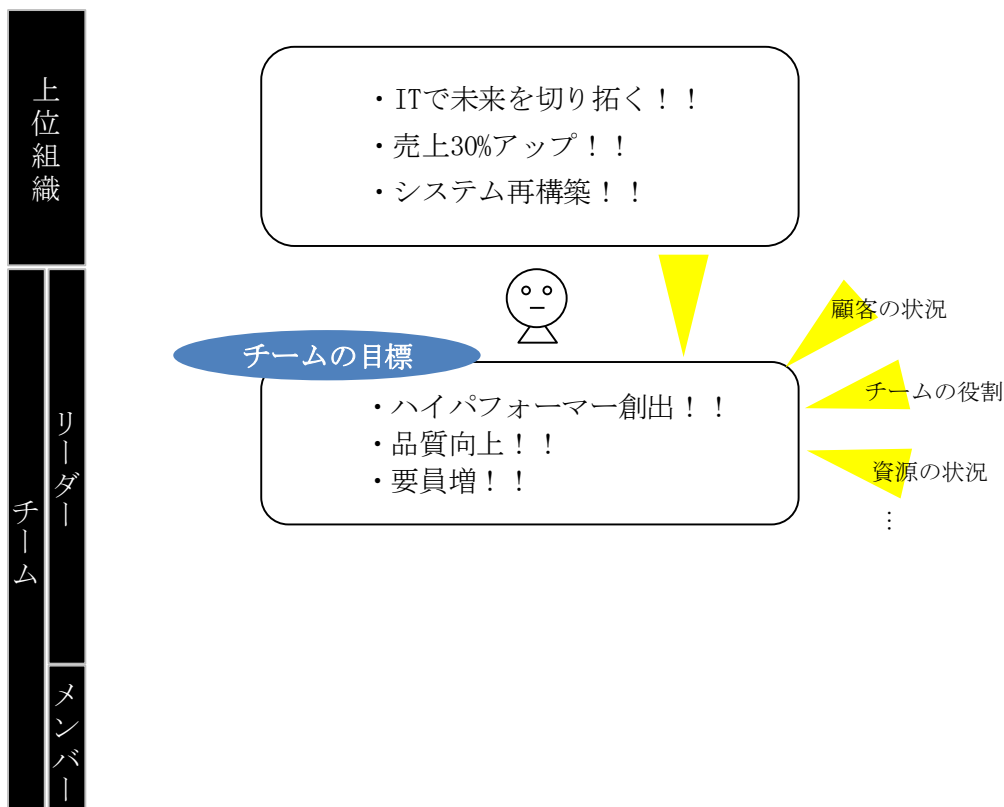 上位組織
・ITで未来を切り拓く！！
・売上30%アップ！！
・システム再構築！！
チーム
リーダー
メンバー
チームの目標
・ハイパフォーマー創出！！
・品質向上！！
・要員増！！
顧客の状況
チームの役割
資源の状況
…